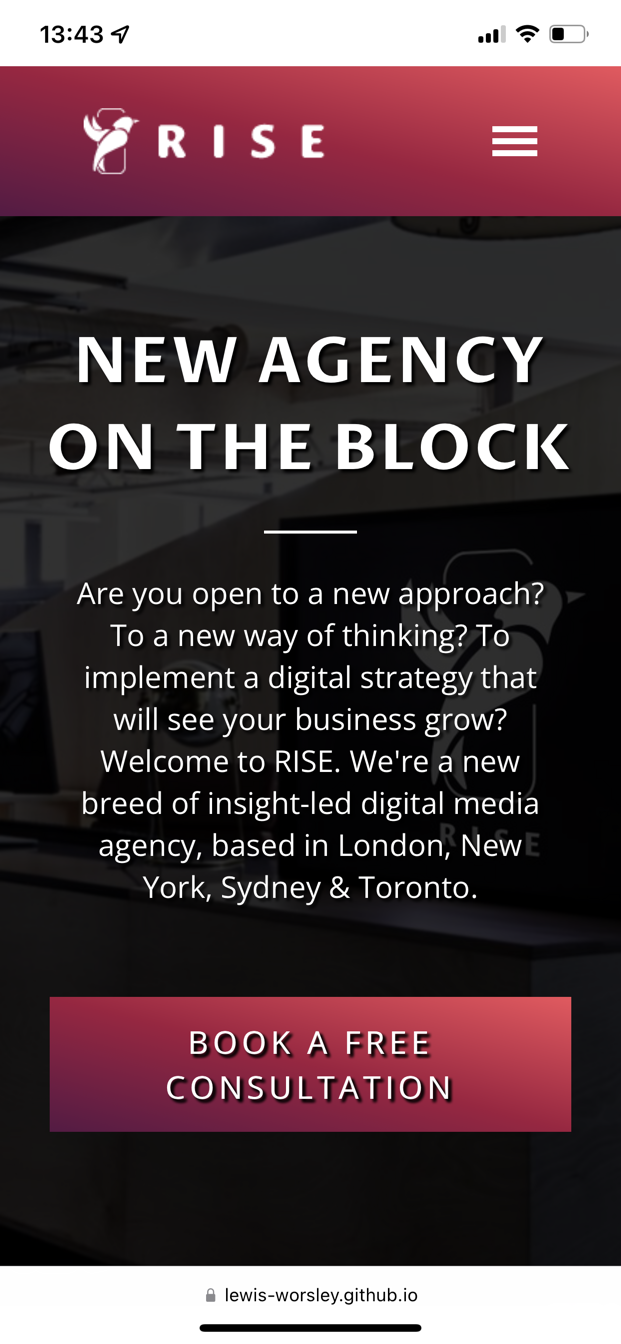 13:43
RISE
NEW AGENCY
ON THE BLOCK
Are you open to a new approach?
To a new way of thinking? To
implement a digital strategy that
will see your business grow?
Welcome to RISE. We're a new
breed of insight-led digital media
agency, based in London, New
York, Sydney & Toronto.
RISE
BOOK A FREE
CONSULTATION
lewis-worsley.github.io